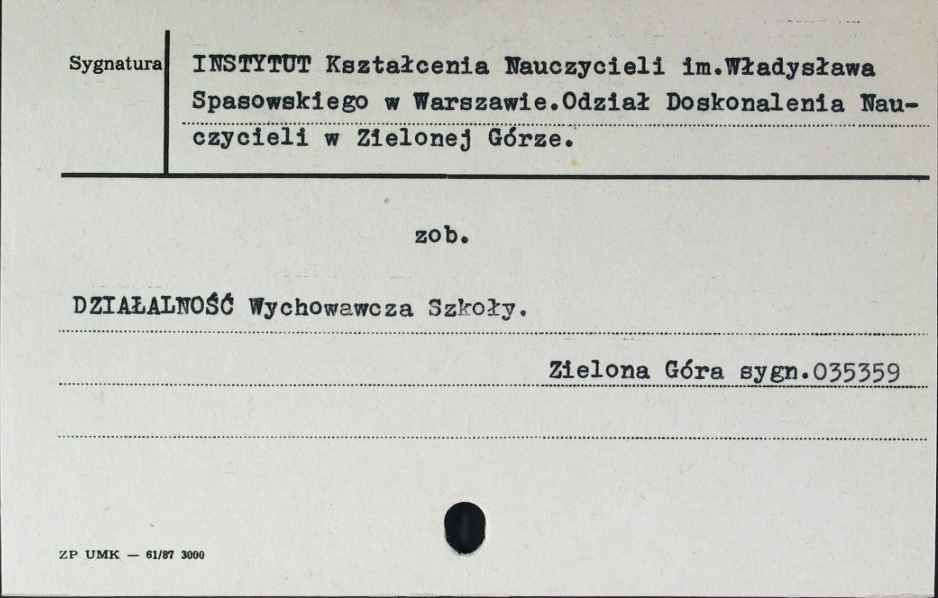 Sygnatura INSTYTUT Kształcenia Nauczycieli im.Władysława
Spasowskiego w Warszawie.Odział Doskonalenia Nau-
czycieli w Zielonej Górze.
zob.
DZIAŁALNOŚĆ Wychowawcza Szkoły.
Zielona Góra sygn.035359
ZP UMK — 61/87 3000